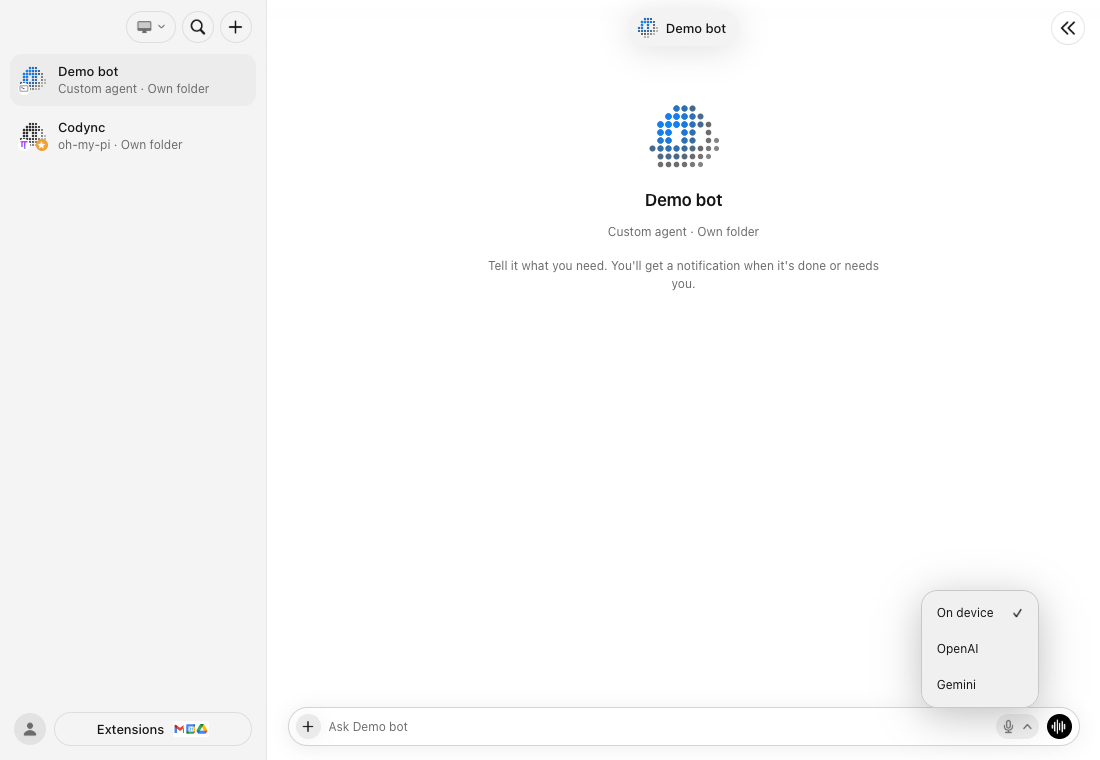 Demo bot
Custom agent · Own folder
Codync
oh-my-pi · Own folder
Extensions
Demo bot
Demo bot
Custom agent · Own folder
Tell it what you need. You'll get a notification when it's done or needs
you.
On device
OpenAI
Gemini
Ask Demo bot